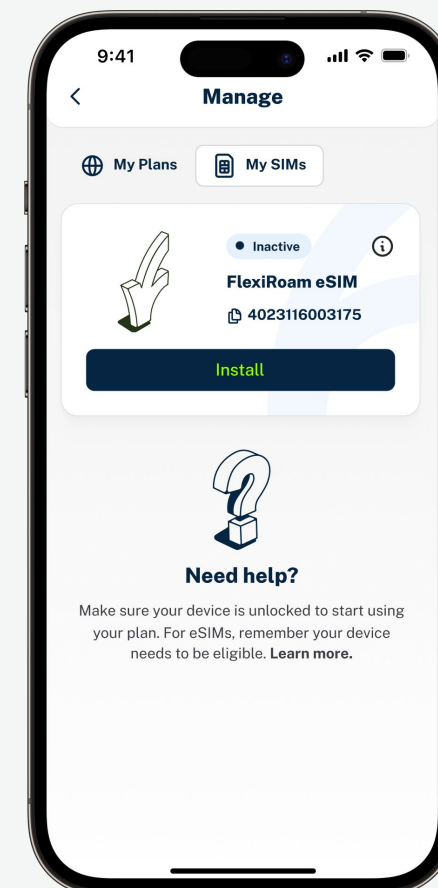 9:41
Manage
My Plans
My SIMs
Inactive
FlexiRoam eSIM
4023116003175
Install
Need help?
Make sure your device is unlocked to start using
your plan. For eSIMs, remember your device
needs to be eligible. Learn more.